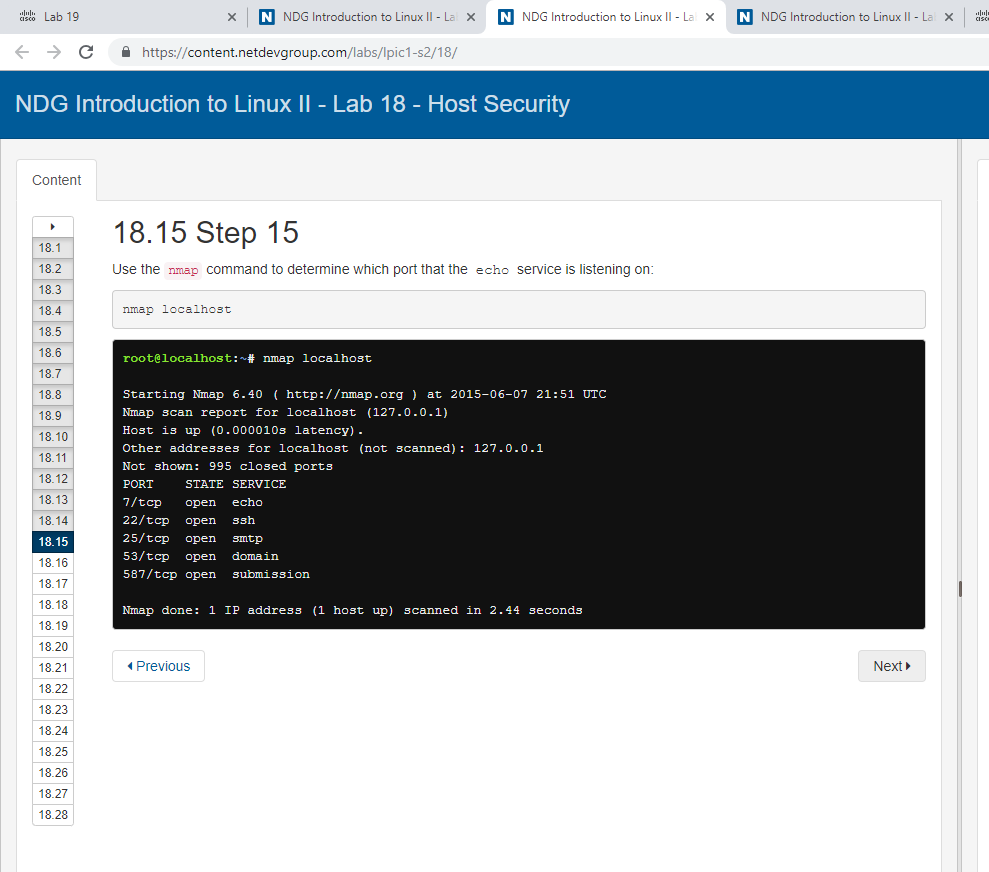 Lab 19
NDG Introduction to Linux II - La
NDG Introduction to Linux II - La
NDG Introduction to Linux II - La
https://content.netdevgroup.com/labs/lpic1-s2/18/
NDG Introduction to Linux II - Lab 18 - Host Security
Content
18.1
18.2
18.3
18.4
18.5
18.6
18.7
18.8
18.9
18.10
18.11
18.12
18.13
18.14
18.15
18.16
18.17
18.18
18.19
18.20
18.21
18.22
18.23
18.24
18.25
18.26
18.27
18.28
18.15 Step 15
Use the nmap command to determine which port that the echo service is listening on:
nmap localhost
root@localhost:~# nmap localhost
Starting Nmap 6.40 ( http://nmap.org ) at 2015-06-07 21:51 UTC
Nmap scan report for localhost (127.0.0.1)
Host is up (0.000010s latency).
Other addresses for localhost (not scanned): 127.0.0.1
Not shown: 995 closed ports
PORT    STATE SERVICE
7/tcp   open  echo
22/tcp  open  ssh
25/tcp  open  smtp
53/tcp  open  domain
587/tcp open  submission
Nmap done: 1 IP address (1 host up) scanned in 2.44 seconds
Previous
Next